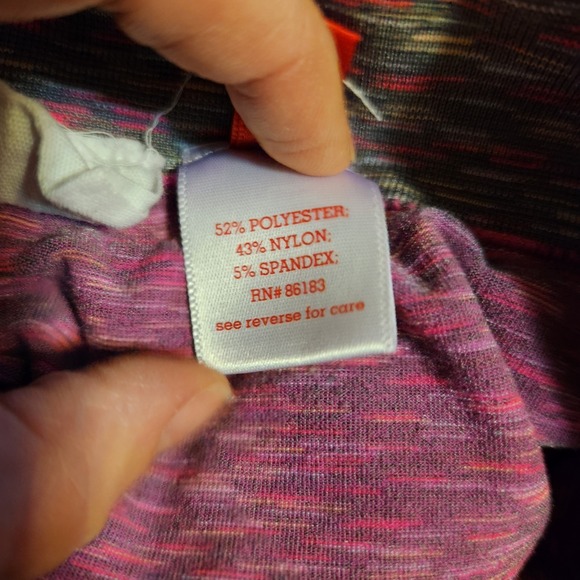 52% POLYESTER;
43% NYLON;
5% SPANDEX;
RN# 86183
see reverse for care